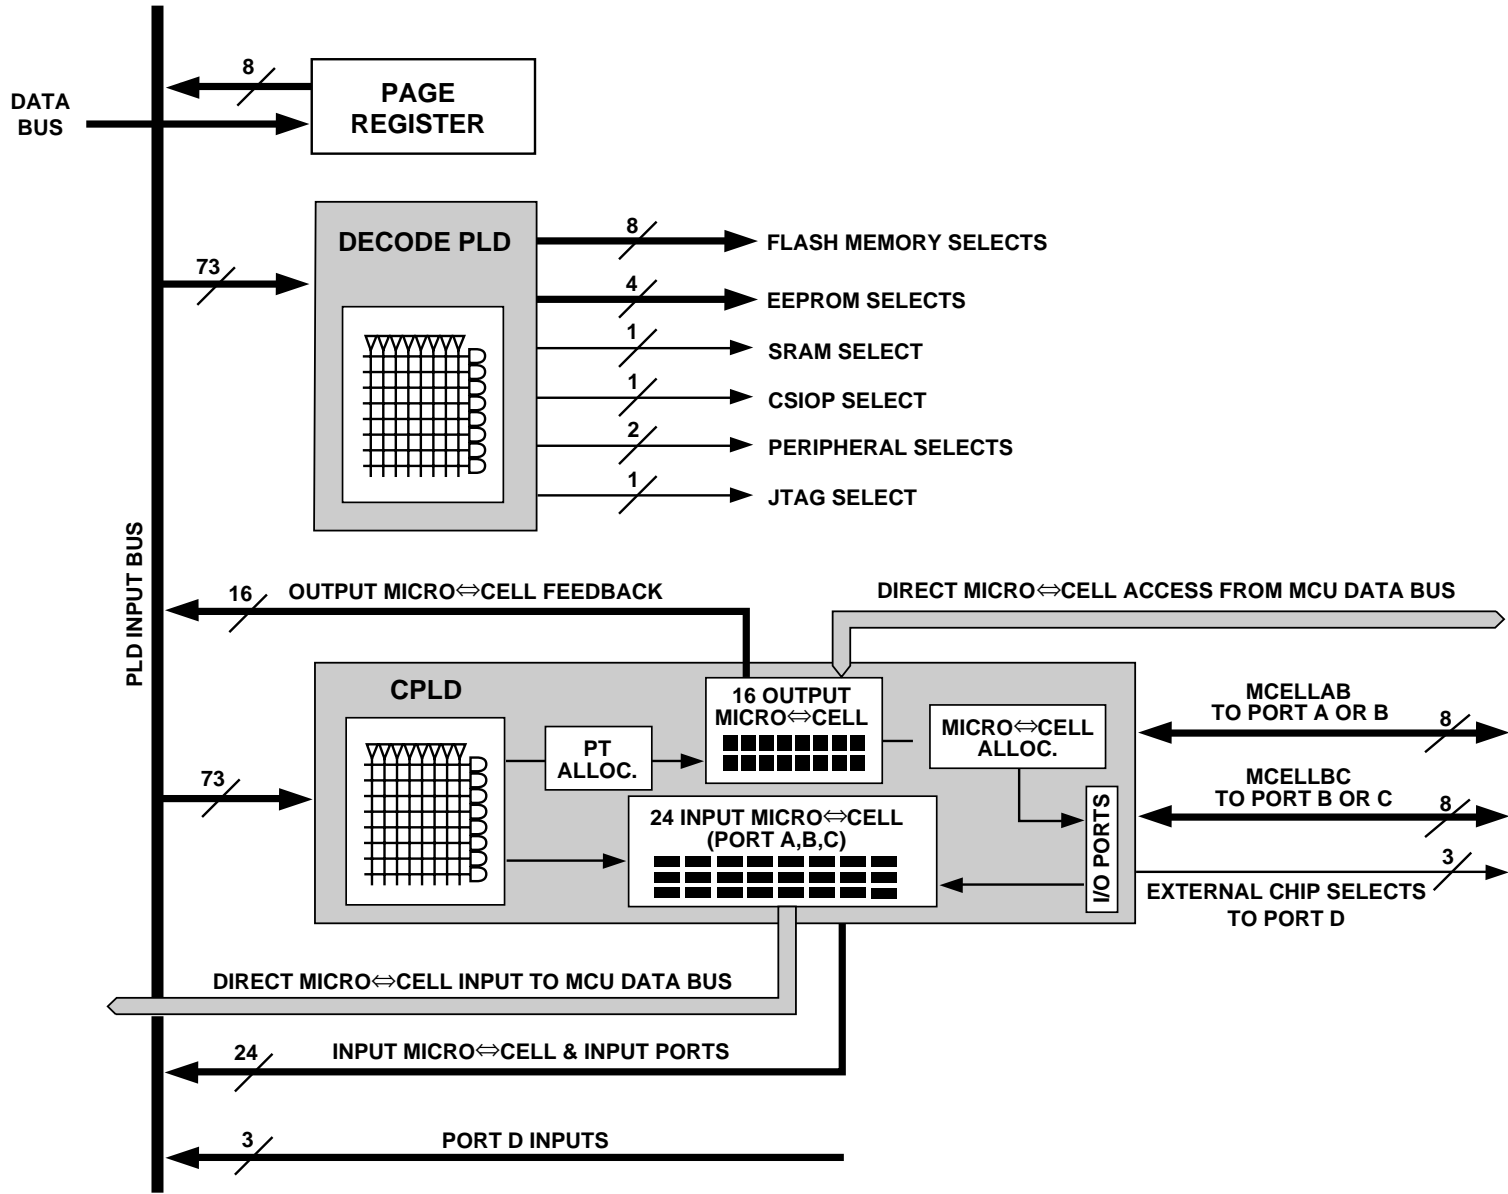 8
PAGE
REGISTER
DATA
BUS
DECODE PLD
73
8
FLASH MEMORY SELECTS
4
EEPROM SELECTS
1
SRAM SELECT
1
CSIOP SELECT
2
PERIPHERAL SELECTS
1
JTAG SELECT
PLD INPUT BUS
16
OUTPUT MICRO⇔CELL FEEDBACK
DIRECT MICRO⇔CELL ACCESS FROM MCU DATA BUS
CPLD
73
PT
ALLOC.
16 OUTPUT
MICRO⇔CELL
MICRO⇔CELL
ALLOC.
24 INPUT MICRO⇔CELL
(PORT A,B,C)
I/O PORTS
MCELLAB
TO PORT A OR B
8
MCELLBC
TO PORT B OR C
8
3
EXTERNAL CHIP SELECTS
TO PORT D
DIRECT MICRO⇔CELL INPUT TO MCU DATA BUS
24
INPUT MICRO⇔CELL & INPUT PORTS
3
PORT D INPUTS